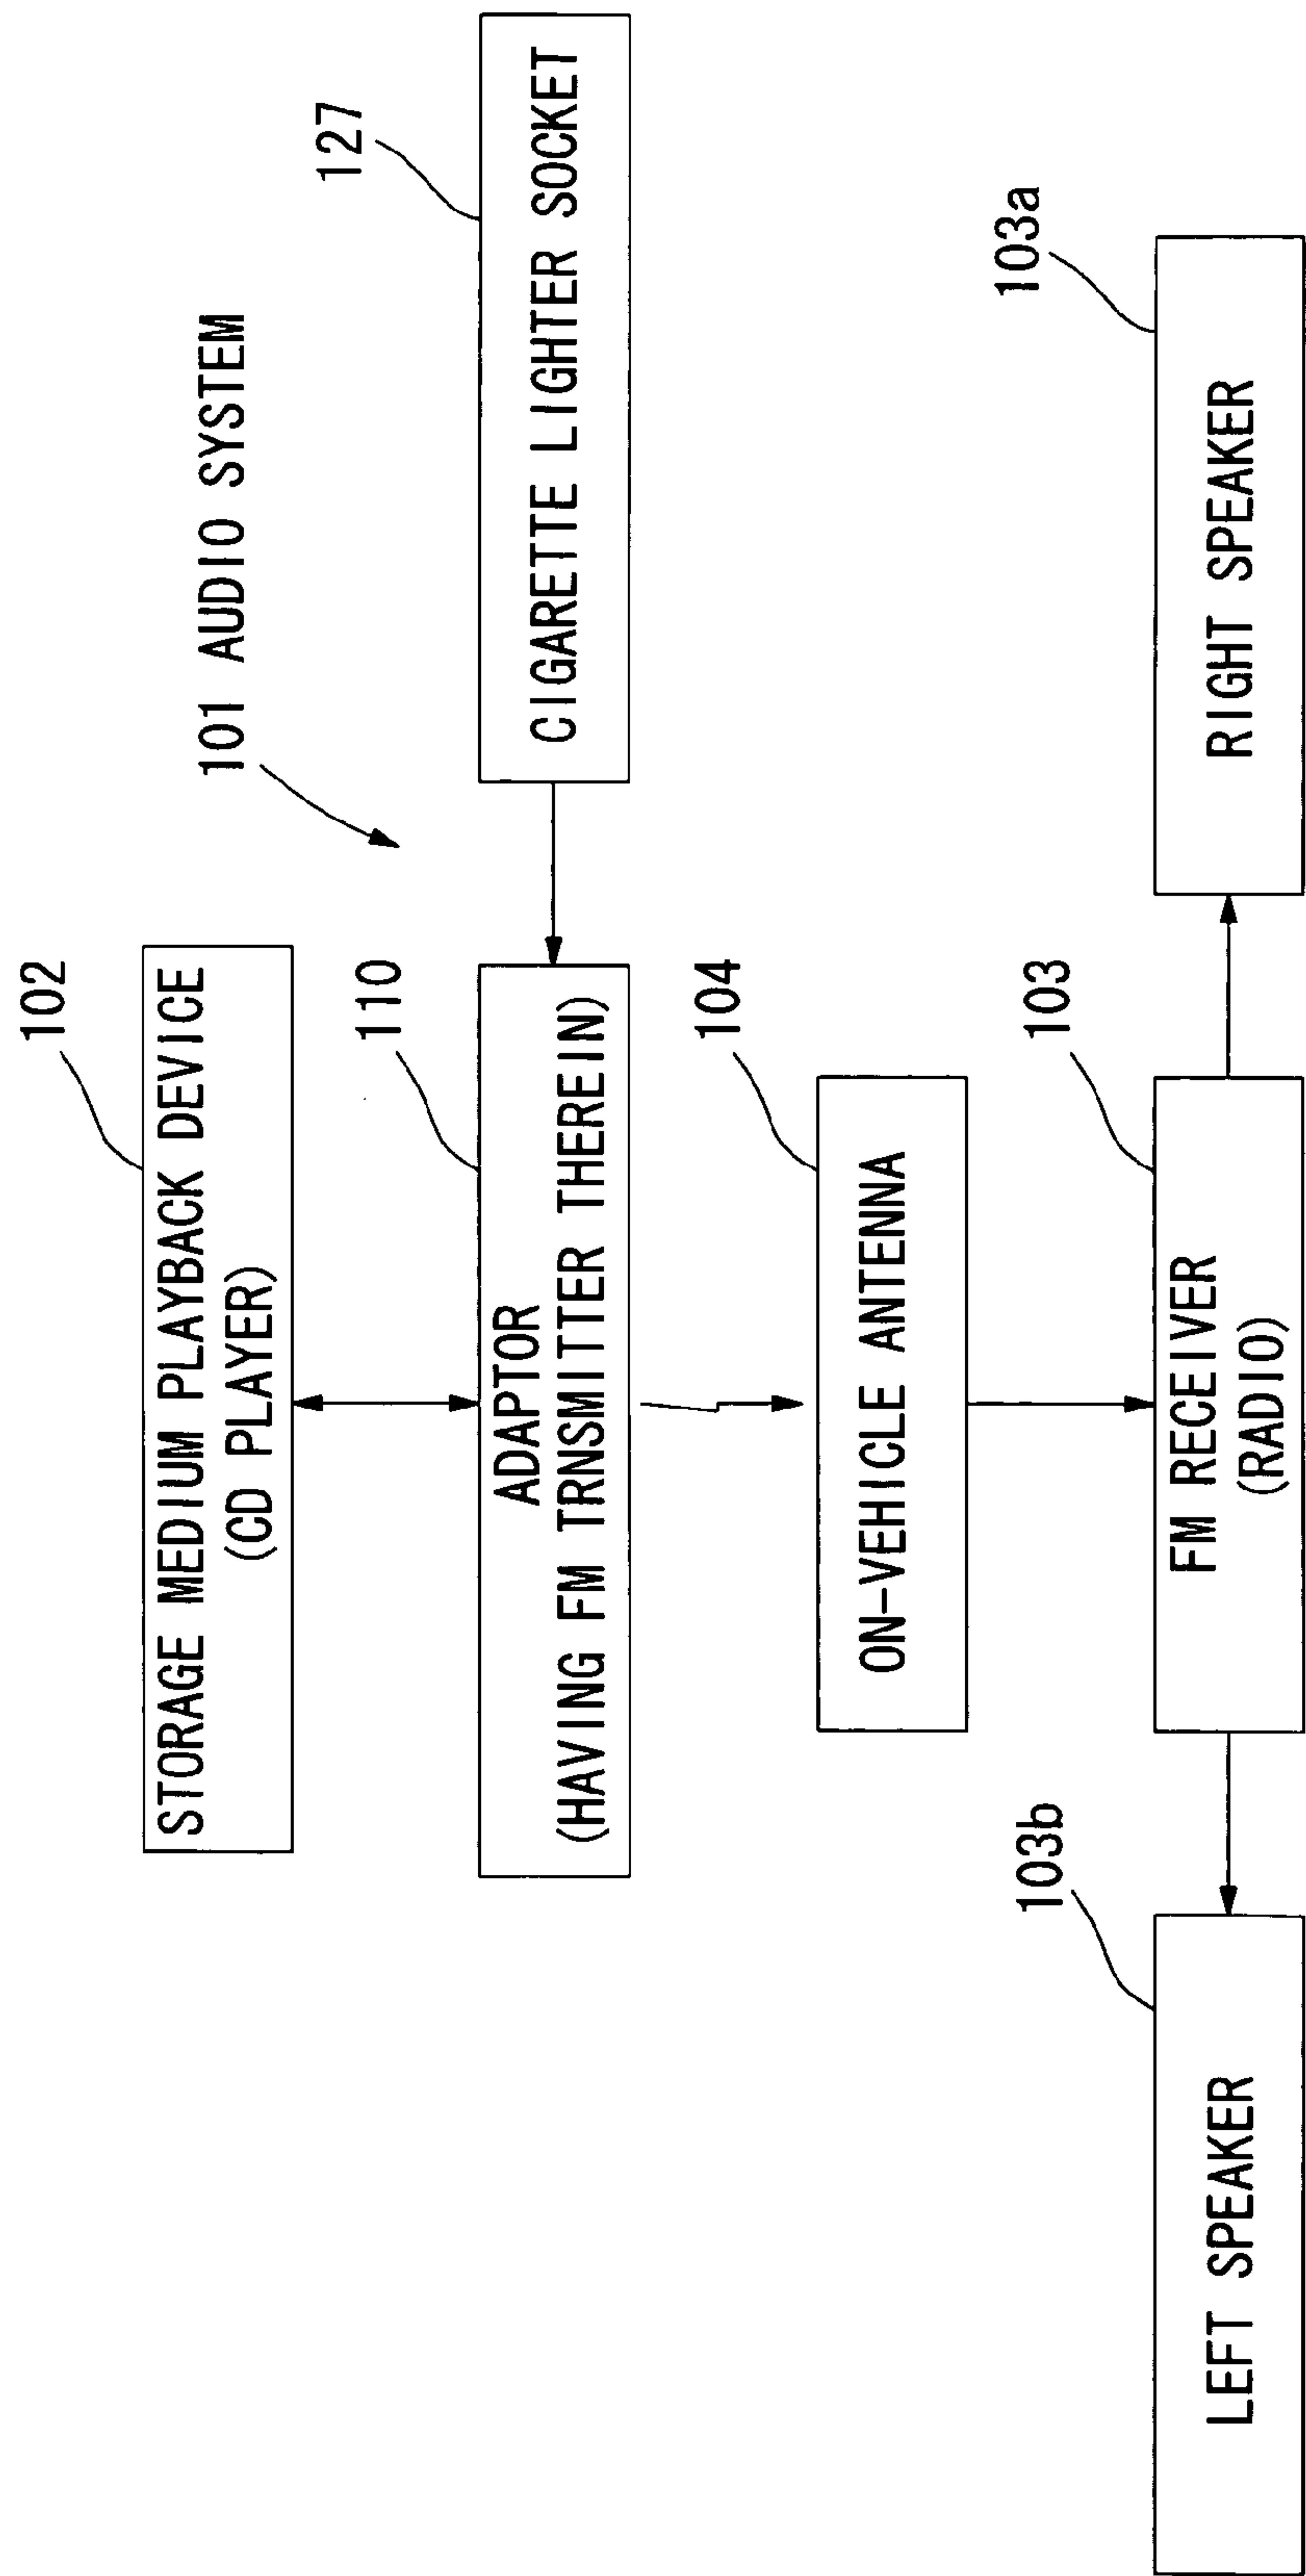 101 AUDIO SYSTEM
102
STORAGE MEDIUM PLAYBACK DEVICE
(CD PLAYER)
110
ADAPTOR
(HAVING FM TRNSMITTER THEREIN)
127
CIGARETTE LIGHTER SOCKET
104
ON-VEHICLE ANTENNA
103b
LEFT SPEAKER
103
FM RECEIVER
(RADIO)
103a
RIGHT SPEAKER